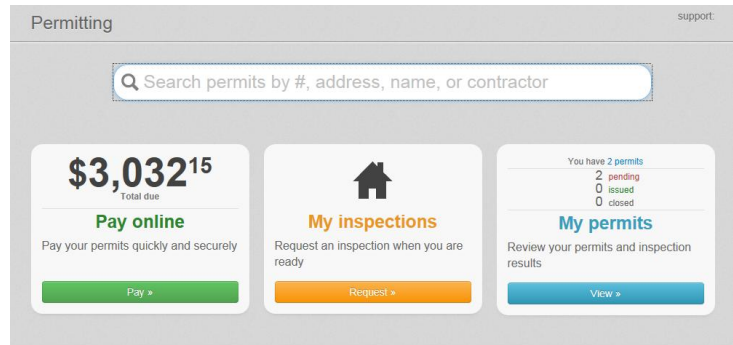 Permitting
support:
Search permits by #, address, name, or contractor
$3,03215
Total due
Pay online
Pay your permits quickly and securely
Pay »
My inspections
Request an inspection when you are
ready
Request »
You have 2 permits
2 pending
0 issued
0 closed
My permits
Review your permits and inspection
results
View »